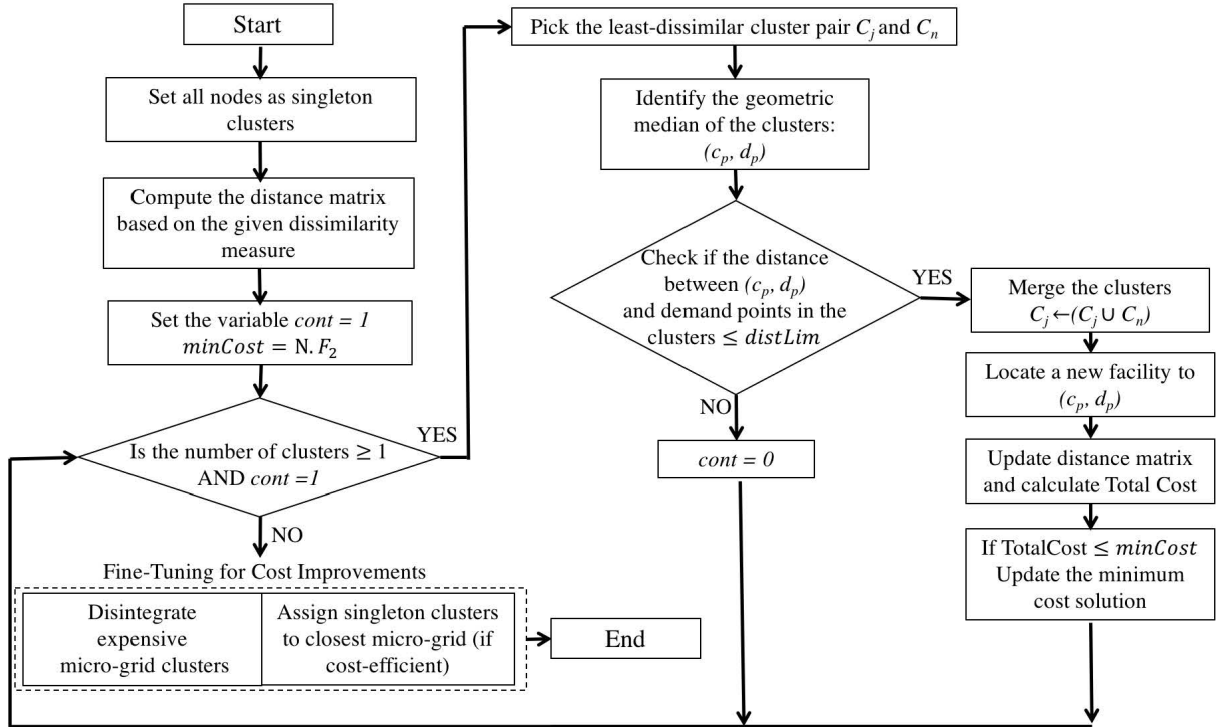 Start
Set all nodes as singleton
clusters
Compute the distance matrix
based on the given dissimilarity
measure
Set the variable cont = 1
minCost = N. F₂
Is the number of clusters ≥ 1
AND cont =1
YES
NO
Fine-Tuning for Cost Improvements
Disintegrate
expensive
micro-grid clusters
Assign singleton clusters
to closest micro-grid (if
cost-efficient)
End
Pick the least-dissimilar cluster pair Cⱼ and Cₙ
Identify the geometric
median of the clusters:
(cₚ, dₚ)
Check if the distance
between (cₚ, dₚ)
and demand points in the
clusters ≤ distLim
YES
NO
cont = 0
Merge the clusters
Cⱼ←(Cⱼ ∪ Cₙ)
Locate a new facility to
(cₚ, dₚ)
Update distance matrix
and calculate Total Cost
If TotalCost ≤ minCost
Update the minimum
cost solution